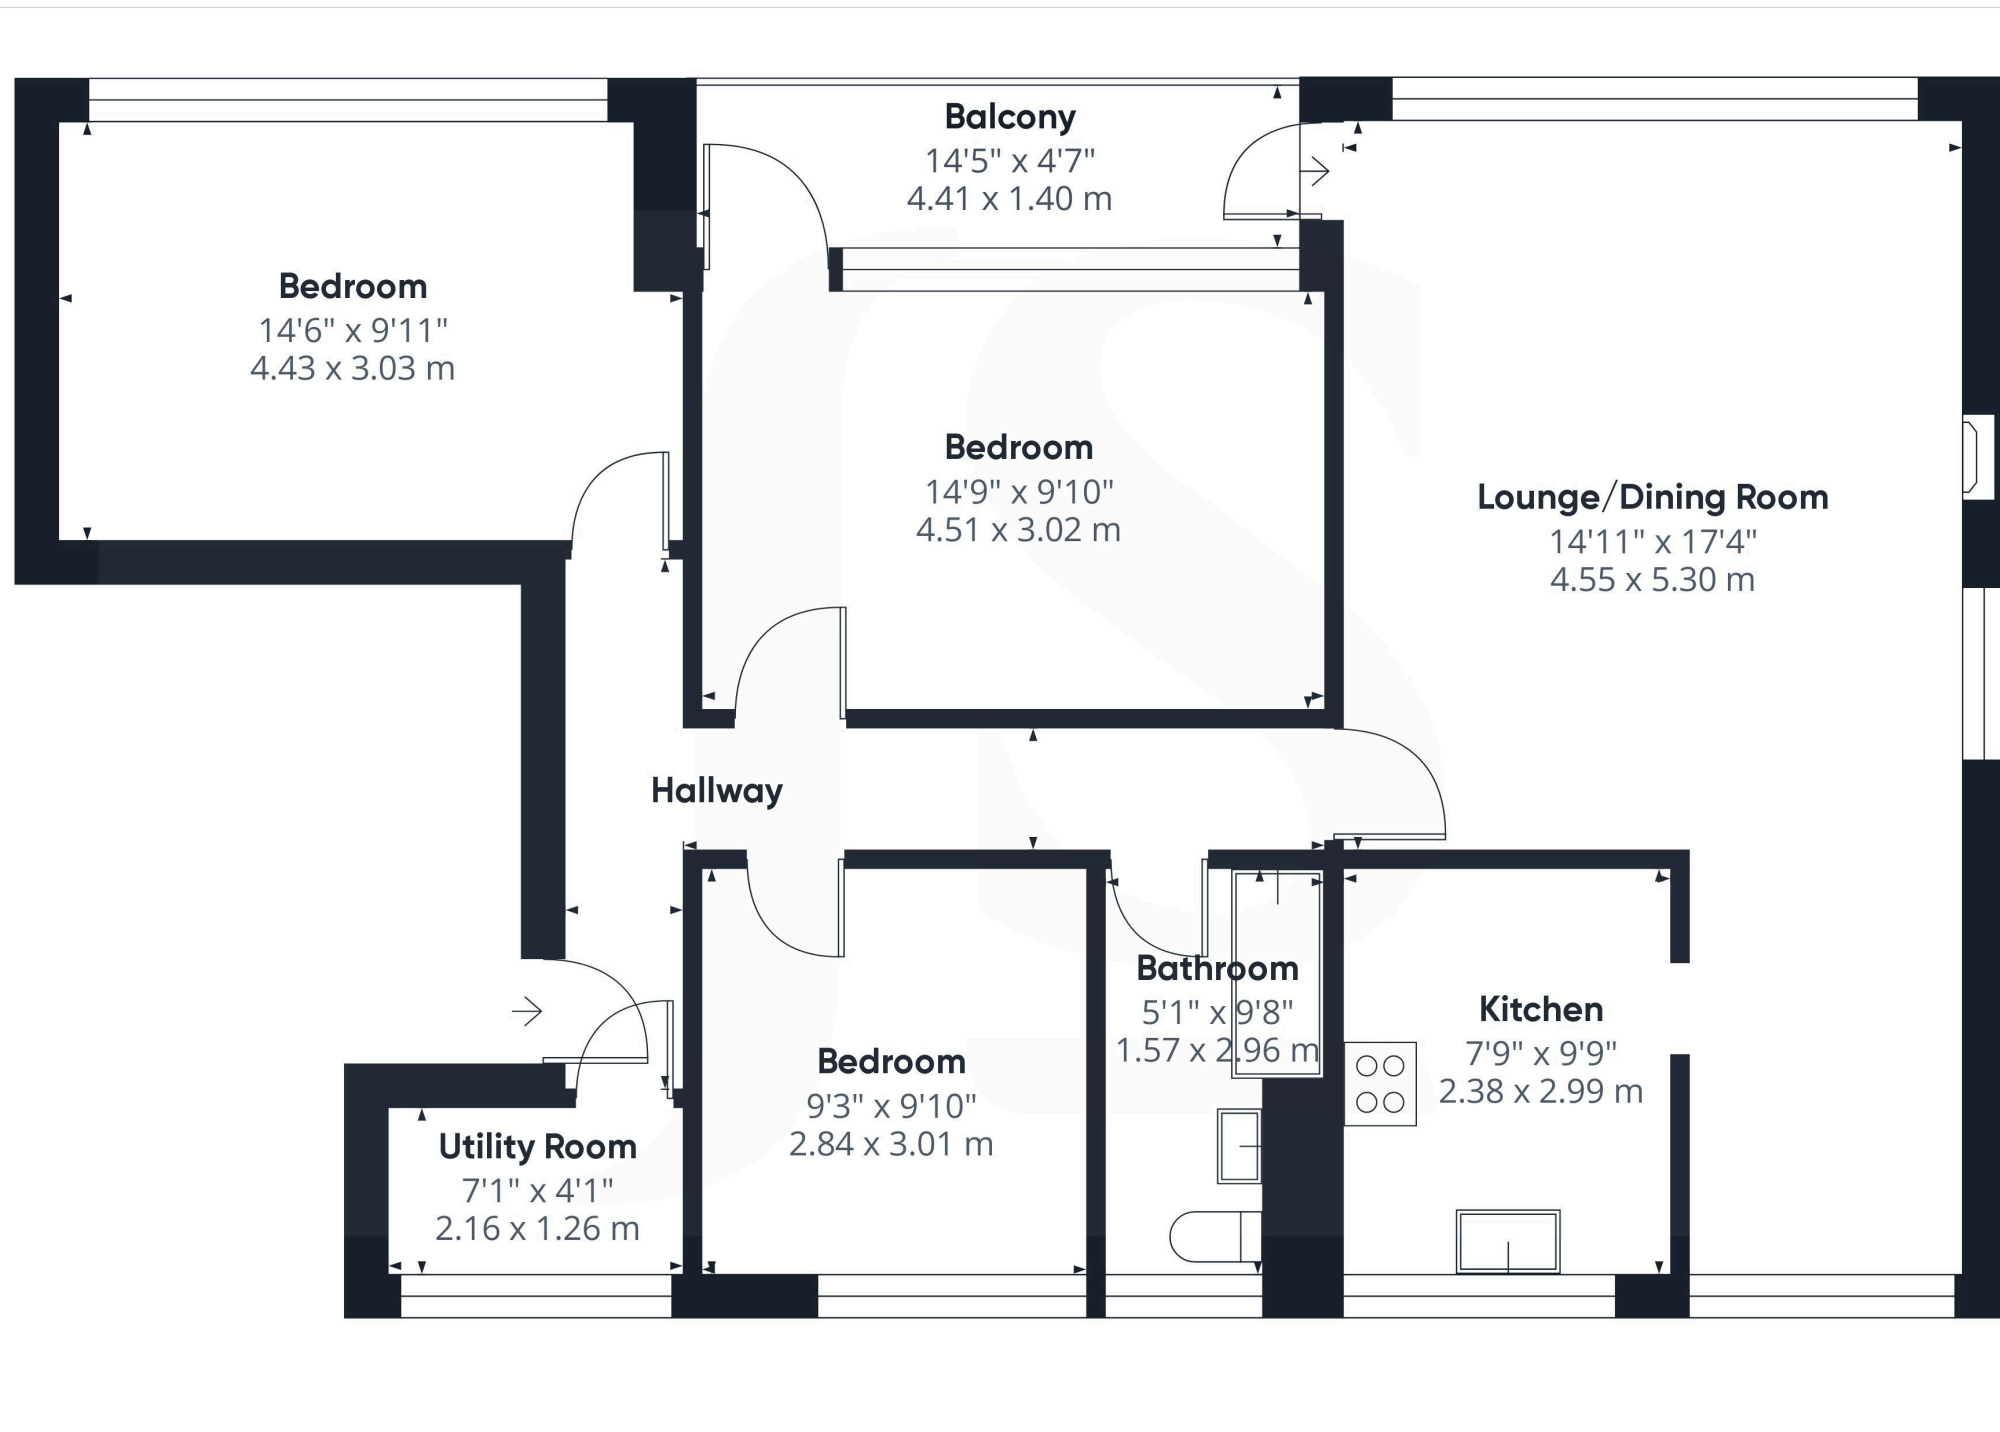 Balcony
14'5" x 4'7"
4.41 x 1.40 m
Bedroom
14'6" x 9'11"
4.43 x 3.03 m
Bedroom
14'9" x 9'10"
4.51 x 3.02 m
Lounge/Dining Room
14'11" x 17'4"
4.55 x 5.30 m
Hallway
Bathroom
5'1" x 9'8"
1.57 x 2.96 m
Kitchen
7'9" x 9'9"
2.38 x 2.99 m
Bedroom
9'3" x 9'10"
2.84 x 3.01 m
Utility Room
7'1" x 4'1"
2.16 x 1.26 m